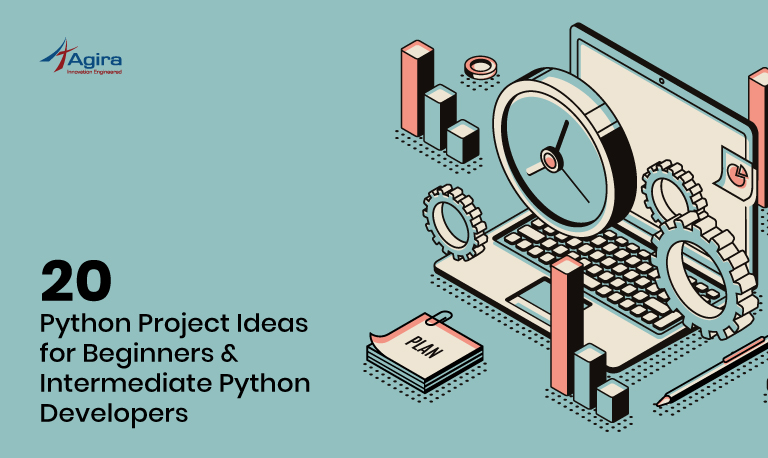 Agira
Innovation Engineered
20
Python Project Ideas
for Beginners &
Intermediate Python
Developers
PLAN